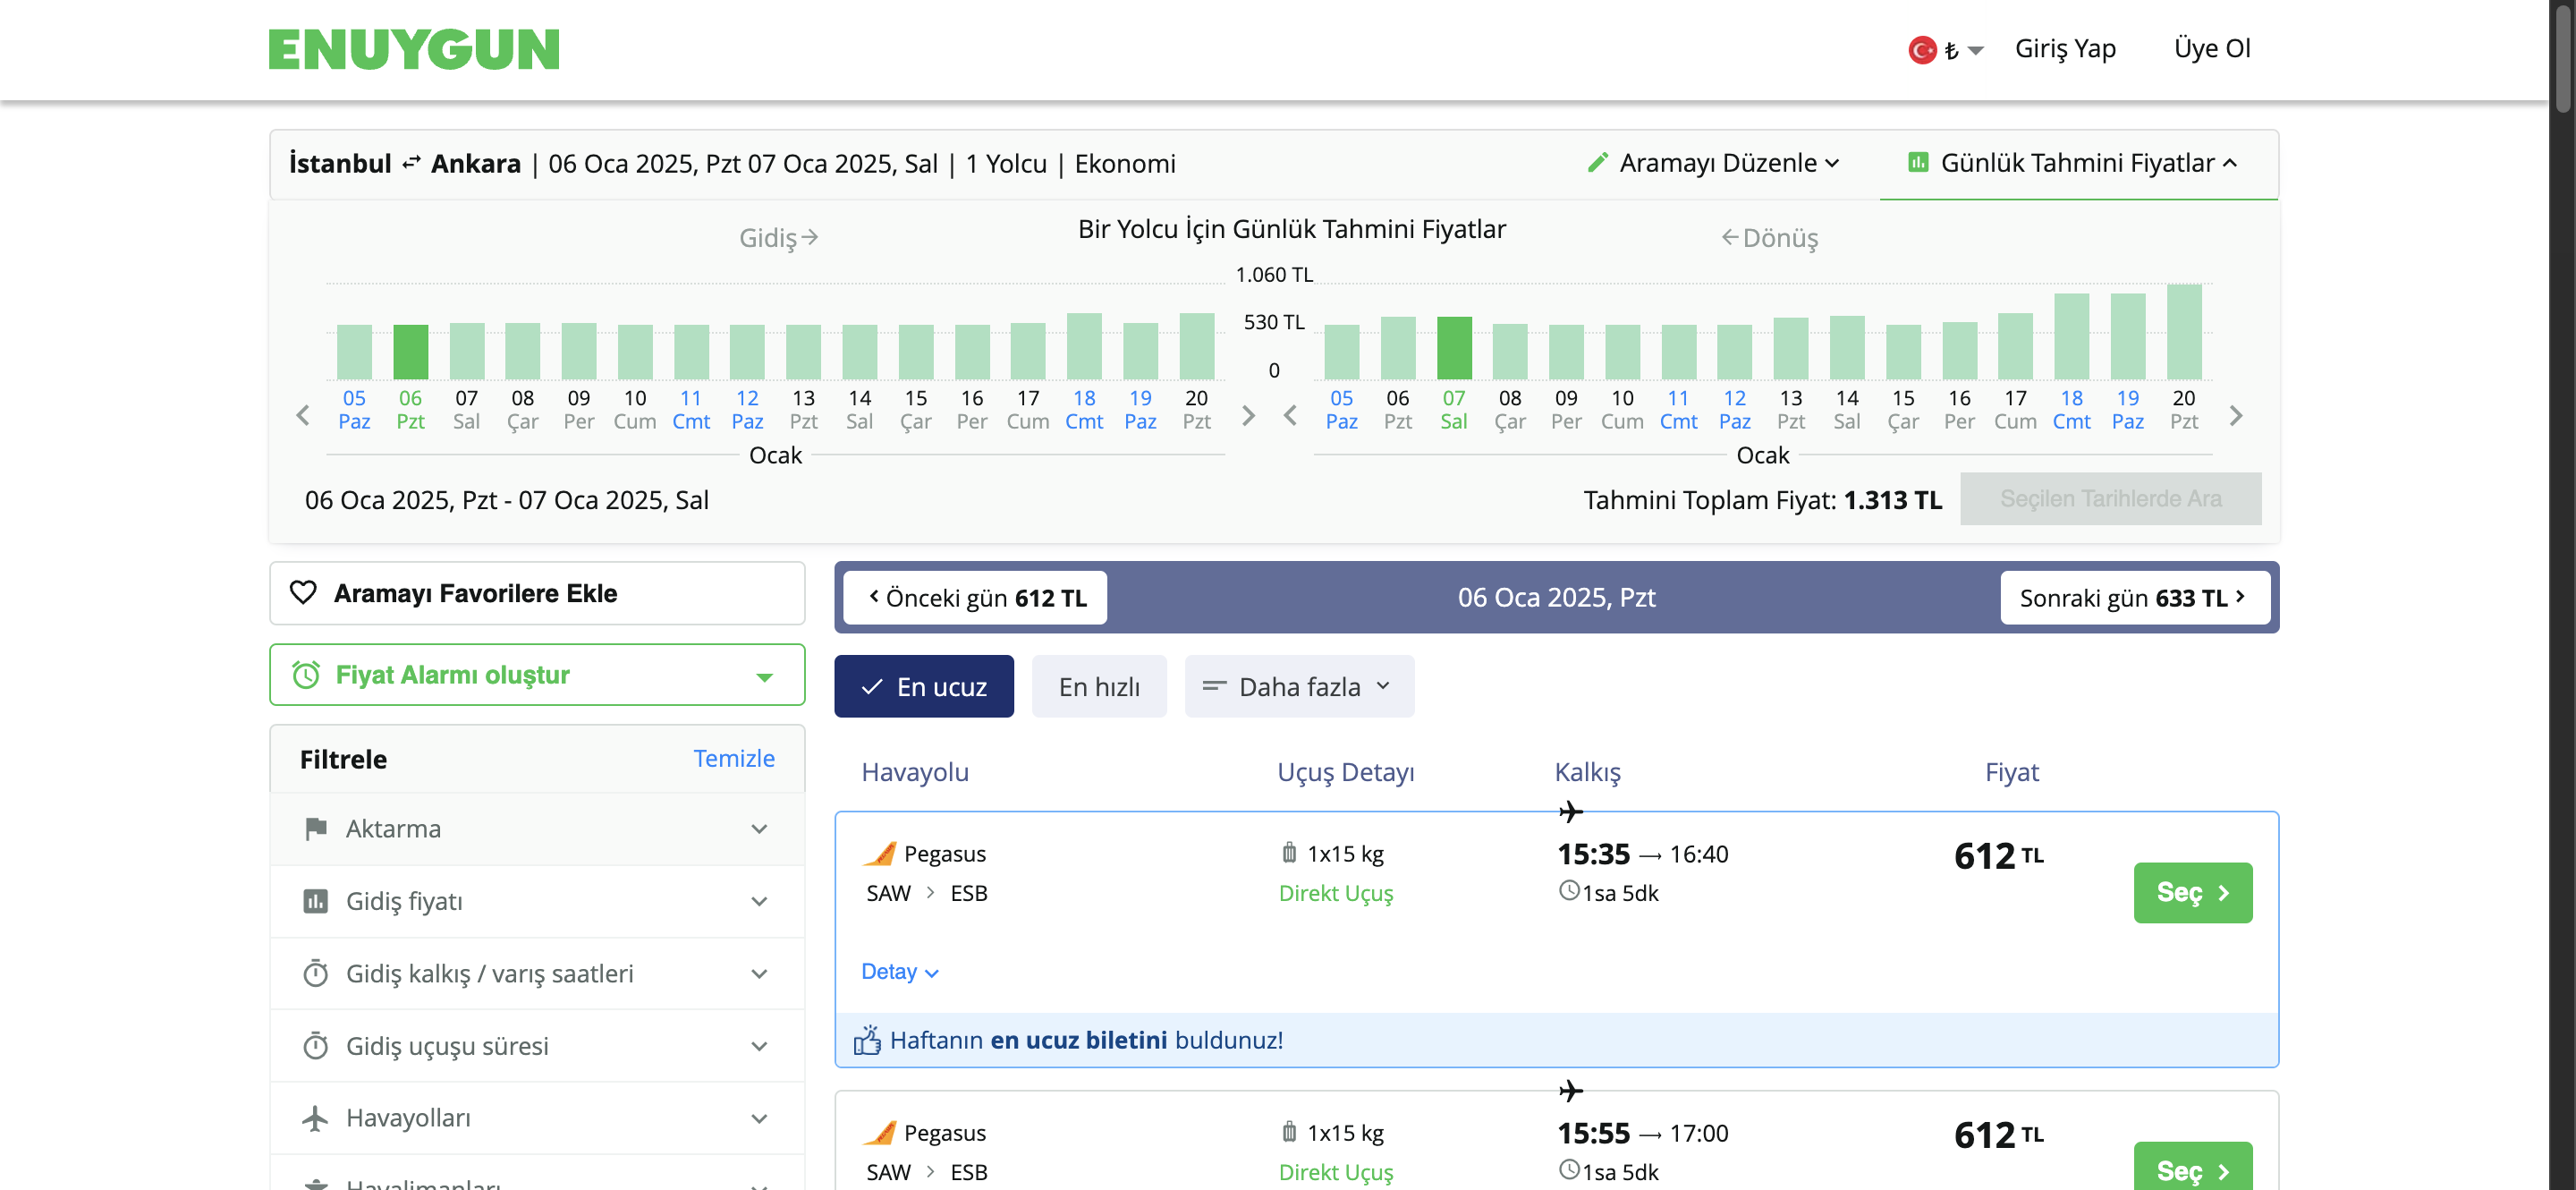 ENUYGUN
₺
Giriş Yap
Üye Ol
İstanbul Ankara | 06 Oca 2025, Pzt 07 Oca 2025, Sal | 1 Yolcu | Ekonomi
Aramayı Düzenle
Günlük Tahmini Fiyatlar
Gidiş
Bir Yolcu İçin Günlük Tahmini Fiyatlar
Dönüş
1.060 TL
530 TL
0
05 06 07 08 09 10 11 12 13 14 15 16 17 18 19 20
Paz Pzt Sal Çar Per Cum Cmt Paz Pzt Sal Çar Per Cum Cmt Paz Pzt
Ocak
05 06 07 08 09 10 11 12 13 14 15 16 17 18 19 20
Paz Pzt Sal Çar Per Cum Cmt Paz Pzt Sal Çar Per Cum Cmt Paz Pzt
Ocak
06 Oca 2025, Pzt - 07 Oca 2025, Sal
Tahmini Toplam Fiyat: 1.313 TL
Seçilen Tarihlerde Ara
Aramayı Favorilere Ekle
Fiyat Alarmı oluştur
Filtrele
Temizle
Aktarma
Gidiş fiyatı
Gidiş kalkış / varış saatleri
Gidiş uçuşu süresi
Havayolları
Havalimanları
Önceki gün 612 TL
06 Oca 2025, Pzt
Sonraki gün 633 TL
En ucuz
En hızlı
Daha fazla
Havayolu
Uçuş Detayı
Kalkış
Fiyat
Pegasus
1x15 kg
15:35 → 16:40
612 TL
SAW > ESB
Direkt Uçuş
1sa 5dk
Seç
Detay
Haftanın en ucuz biletini buldunuz!
Pegasus
1x15 kg
15:55 → 17:00
612 TL
SAW > ESB
Direkt Uçuş
1sa 5dk
Seç